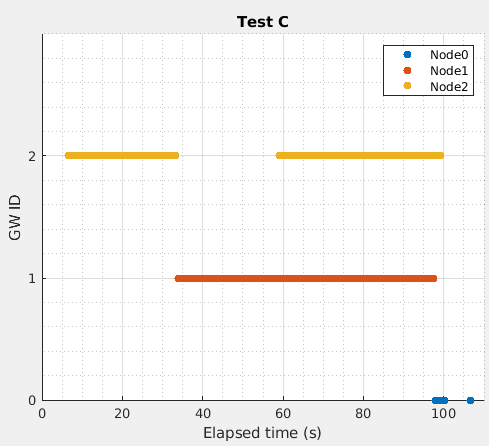 Test C
Node0
Node1
Node2
GW ID
2
1
0
0 20 40 60 80 100
Elapsed time (s)